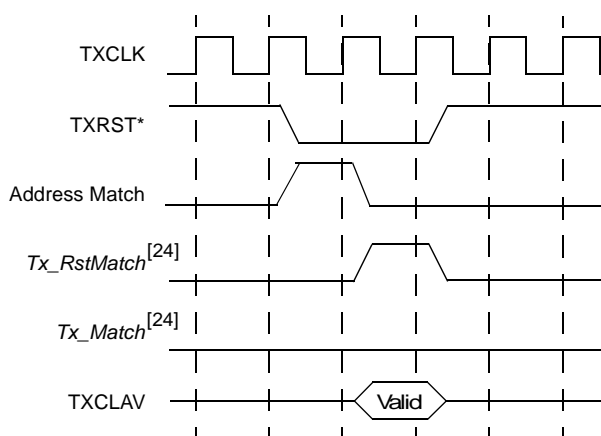 TXCLK
TXRST*
Address Match
Tx_RstMatch[24]
Tx_Match[24]
TXCLAV
Valid